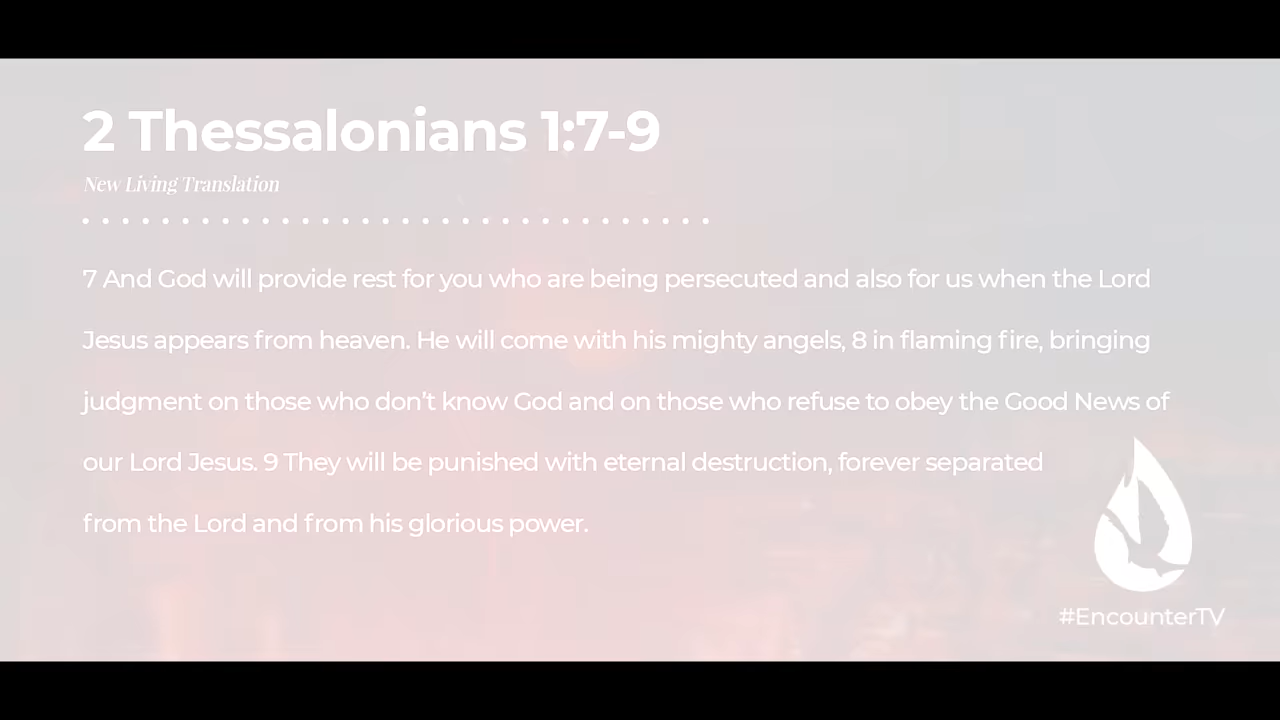 2 Thessalonians 1:7-9
New Living Translation
7 And God will provide rest for you who are being persecuted and also for us when the Lord
Jesus appears from heaven. He will come with his mighty angels, 8 in flaming fire, bringing
judgment on those who don’t know God and on those who refuse to obey the Good News of
our Lord Jesus. 9 They will be punished with eternal destruction, forever separated
from the Lord and from his glorious power.
#EncounterTV